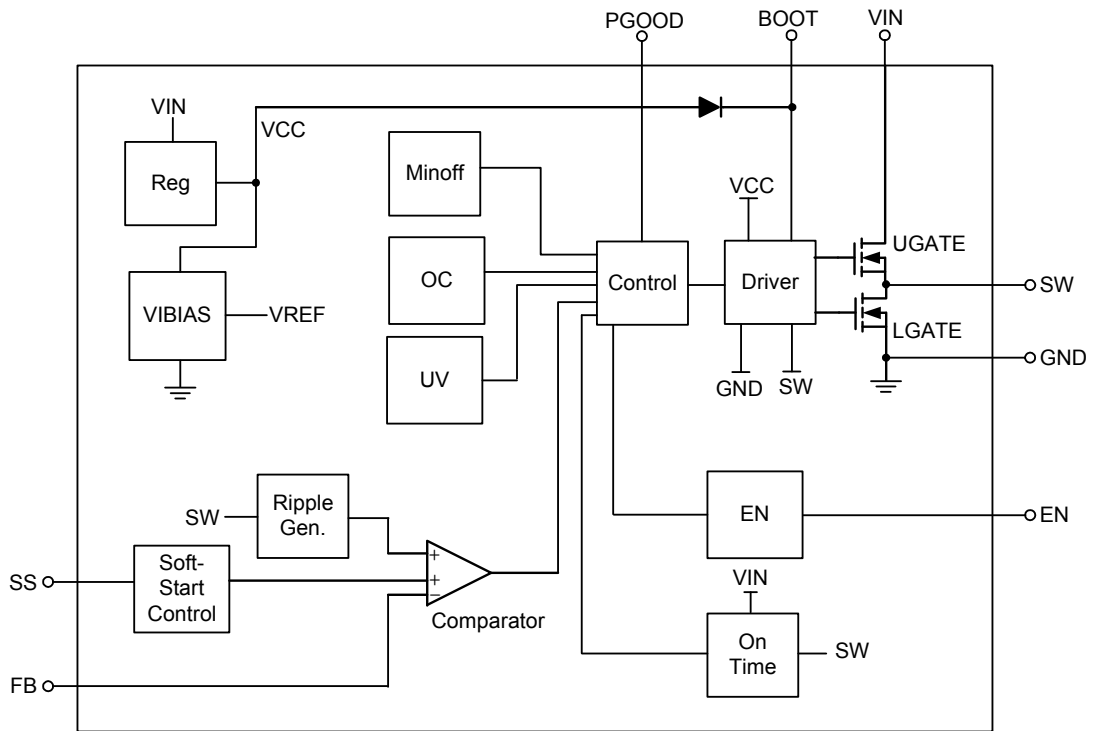 PGOOD
BOOT
VIN
VIN
VCC
Reg
Minoff
VCC
UGATE
OC
Control
Driver
SW
VIBIAS
VREF
LGATE
GND
UV
GND
SW
Ripple
Gen.
SW
EN
EN
SS
Soft-
Start
Control
+
+
−
Comparator
VIN
On
Time
SW
FB